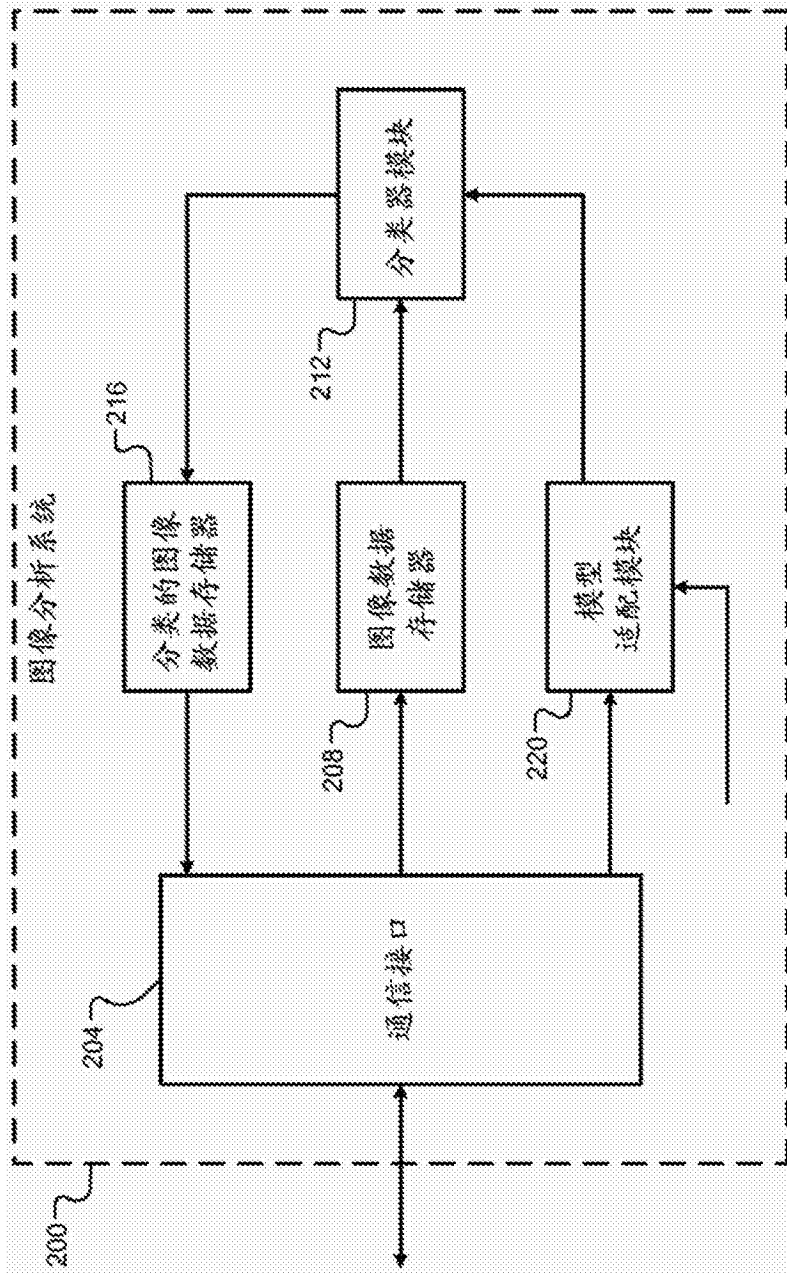 200
图像分析系统
204
通信接口
216
分类的图像
数据存储器
208
图像数据
存储器
220
模型
适配模块
212
分类器模块